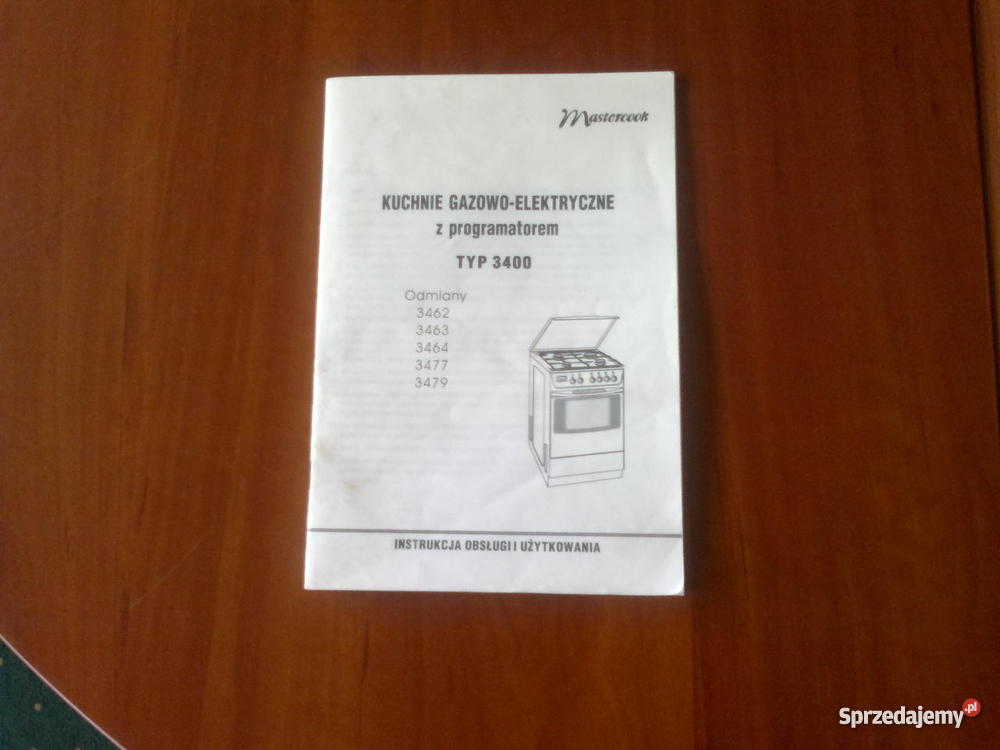 Mastercook
KUCHNIE GAZOWO-ELEKTRYCZNE
z programatorem
TYP 3400
Odmiany
3462
3463
3464
3477
3479
INSTRUKCJA OBSŁUGI I UŻYTKOWANIA
Sprzedajemy.pl